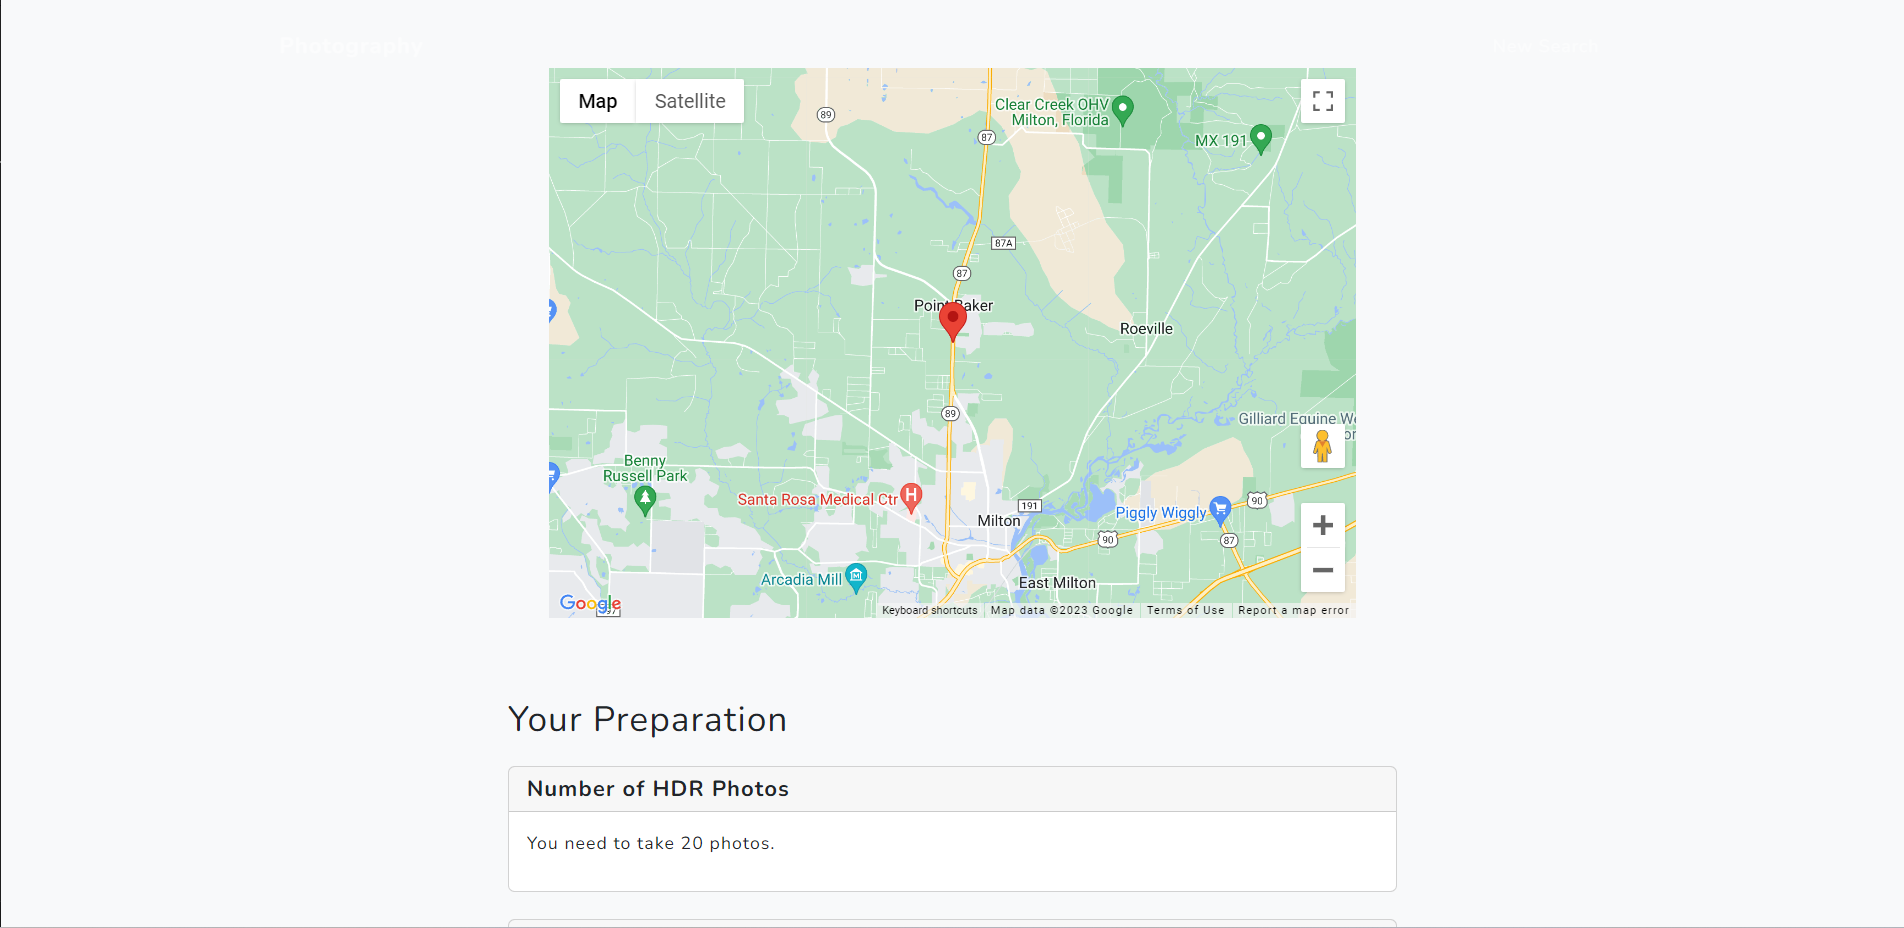 Photography
Map
Satellite
89
87
Clear Creek OHV
Milton, Florida
MX 191
87A
87
Point Baker
Roeville
89
Gilliard Equine We
Benny
Russell Park
Santa Rosa Medical Ctr
H
191
Milton
Piggly Wiggly
90
90
87
Arcadia Mill
East Milton
Google
Keyboard shortcuts
Map data ©2023 Google
Terms of Use
Report a map error
Your Preparation
Number of HDR Photos
You need to take 20 photos.